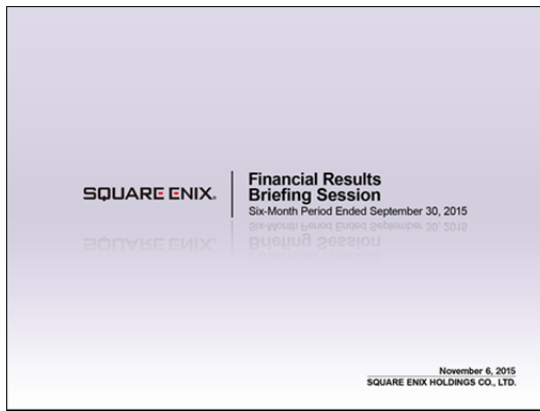 SQUARE ENIX®
Financial Results
Briefing Session
Six-Month Period Ended September 30, 2015
November 6, 2015
SQUARE ENIX HOLDINGS CO., LTD.